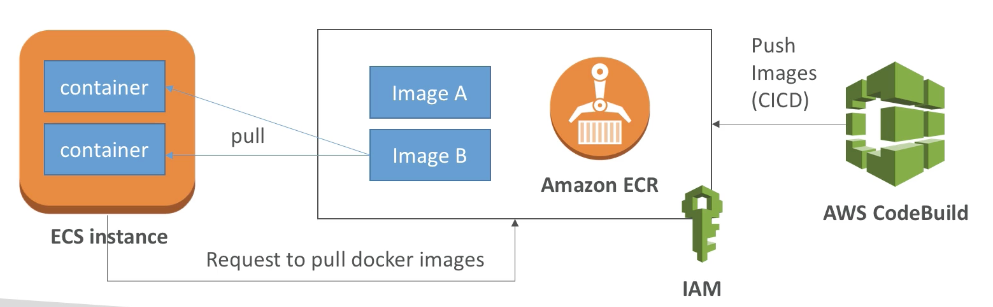 container
container
ECS instance
pull
Image A
Image B
Amazon ECR
Push
Images
(CICD)
AWS CodeBuild
Request to pull docker images
IAM